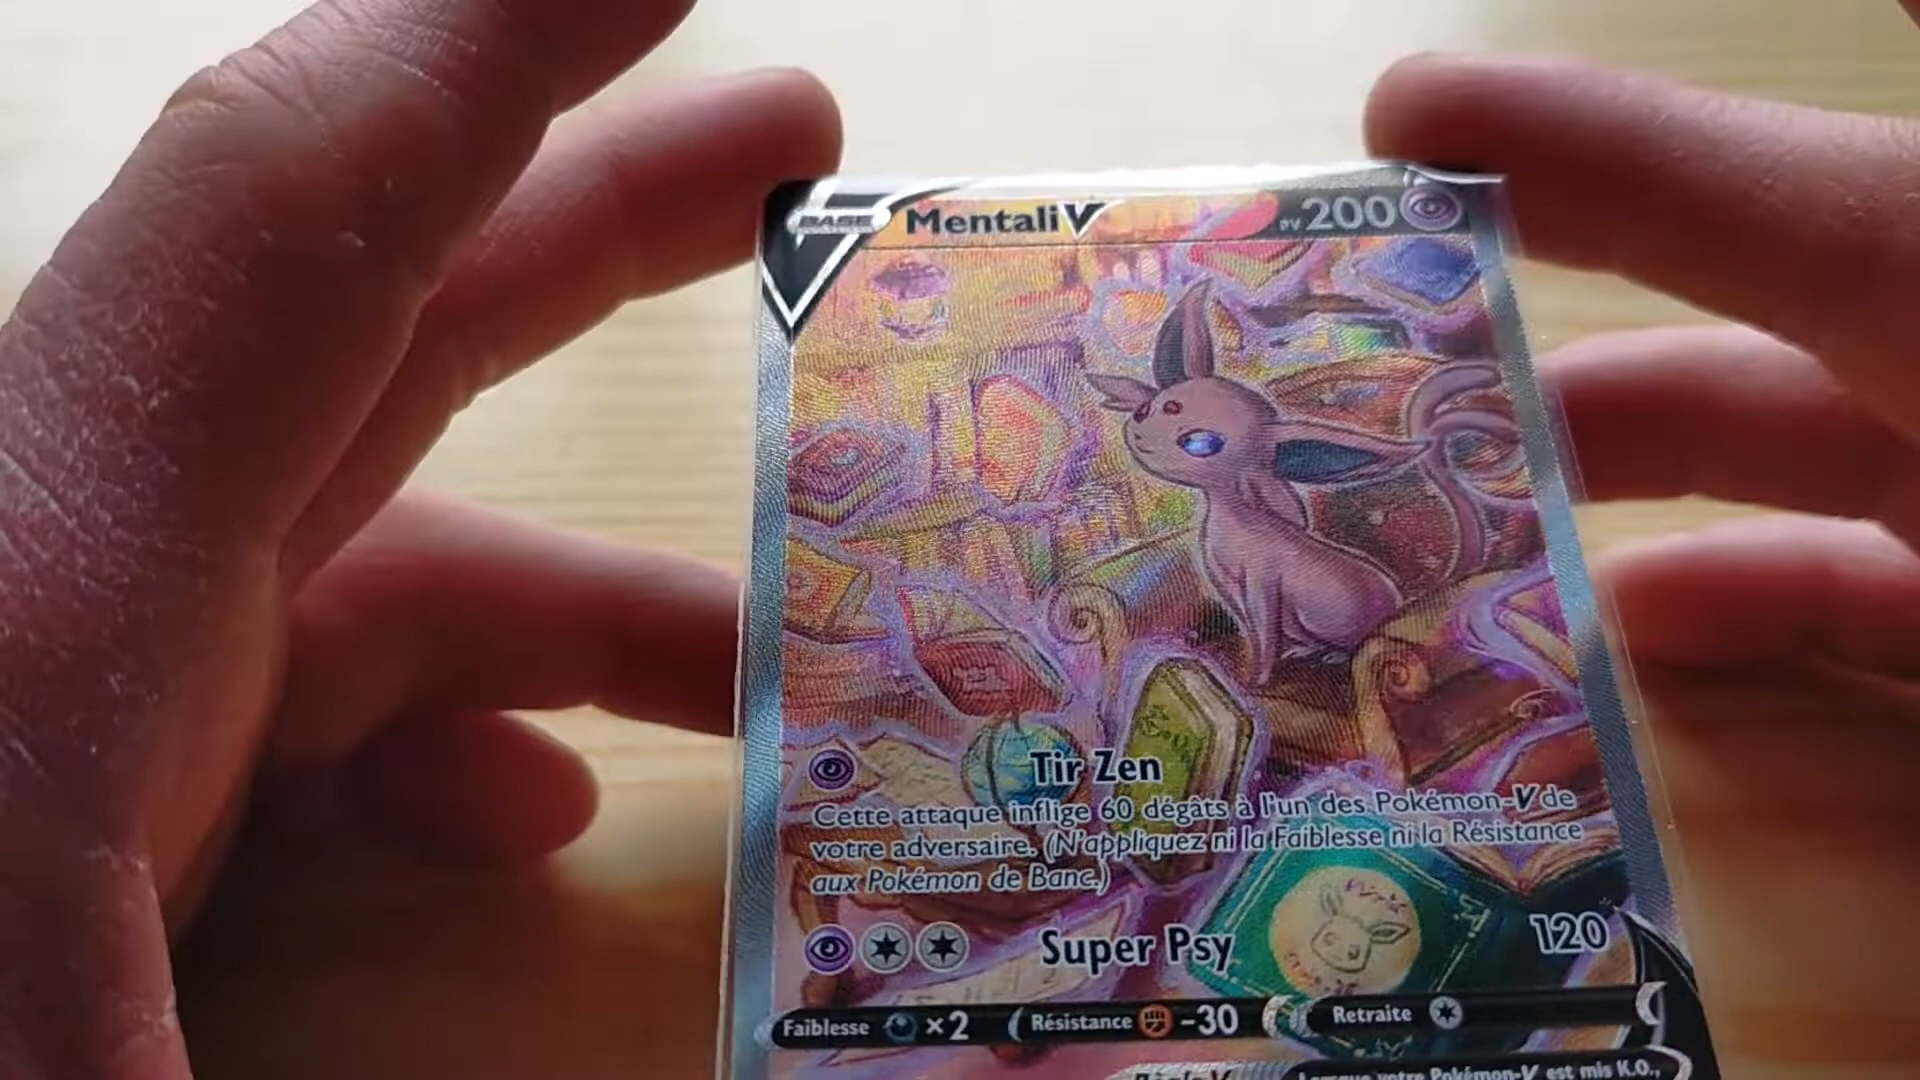 BASE
Mentali V
PV 200
Tir Zen
Cette attaque inflige 60 dégâts à l'un des Pokémon-V de
votre adversaire. (N'appliquez ni la Faiblesse ni la Résistance
aux Pokémon de Banc.)
Super Psy 120
Faiblesse ×2 Résistance -30 Retraite
Règle V Lorsque votre Pokémon-V est mis K.O.,